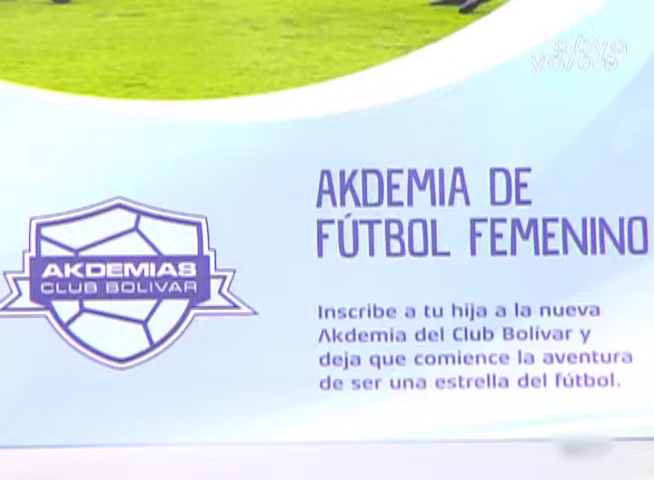 AKDEMIA DE
FÚTBOL FEMENINO
AKDEMIAS
CLUB BOLIVAR
Inscribe a tu hija a la nueva
Akdemia del Club Bolívar y
deja que comience la aventura
de ser una estrella del fútbol.